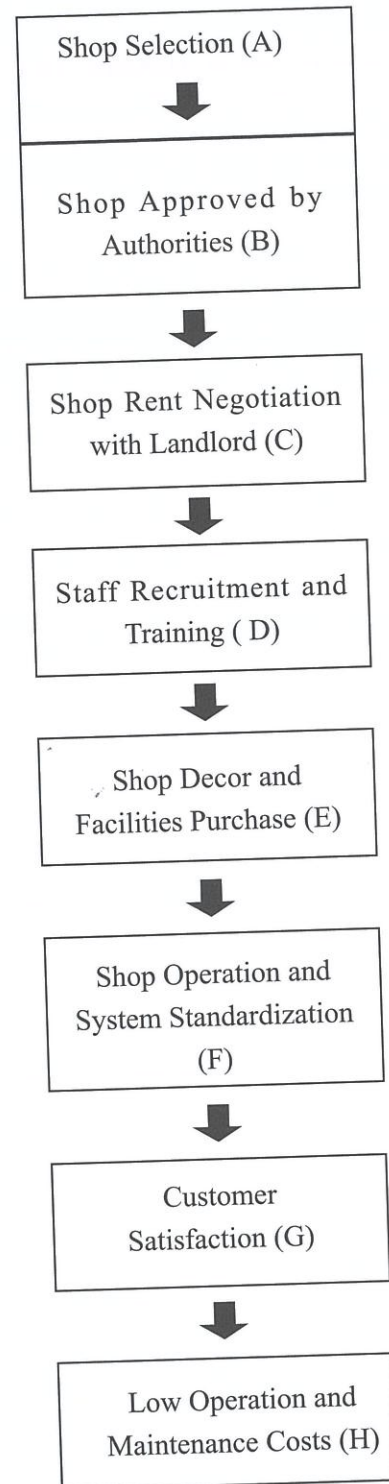 Shop Selection (A)
Shop Approved by
Authorities (B)
Shop Rent Negotiation
with Landlord (C)
Staff Recruitment and
Training ( D)
Shop Decor and
Facilities Purchase (E)
Shop Operation and
System Standardization
(F)
Customer
Satisfaction (G)
Low Operation and
Maintenance Costs (H)